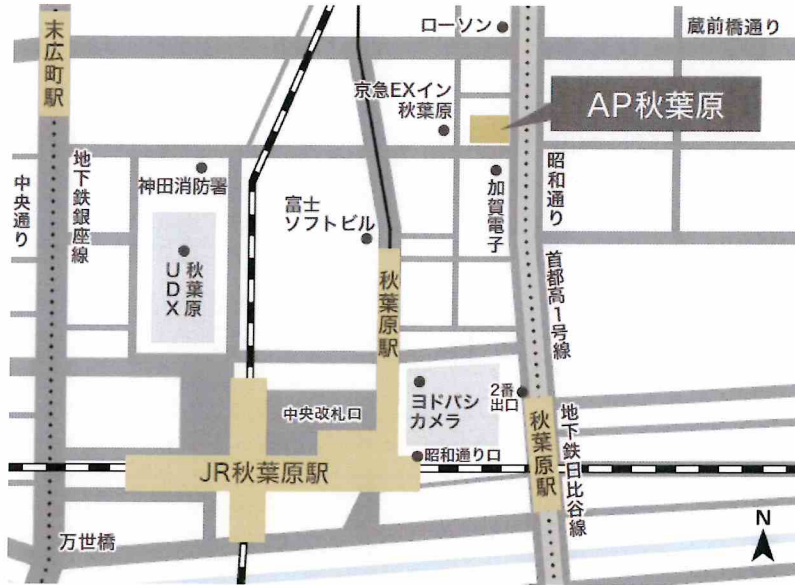 ローソン
蔵前橋通り
末広町駅
京急EXイン
秋葉原
AP秋葉原
中央通り
地下鉄銀座線
神田消防署
加賀電子
昭和通り
富士
ソフトビル
秋葉原
UDX
秋葉原駅
首都高1号線
ヨドバシ
カメラ
2番
出口
中央改札口
秋葉原駅
地下鉄日比谷線
昭和通り口
JR秋葉原駅
万世橋
N